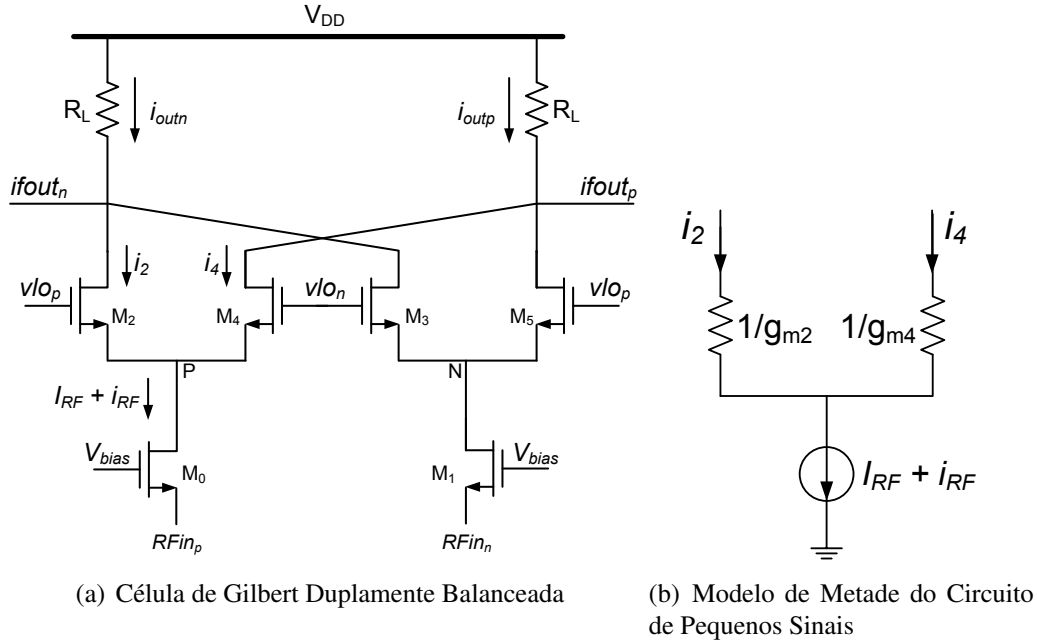 V_DD
R_L i_outn i_outp R_L
ifout_n ifout_p
i_2 i_4
vlo_p M_2 M_4 vlo_n M_3 M_5 vlo_p
P N
I_RF + i_RF
V_bias M_0 M_1 V_bias
RFin_p RFin_n
(a) Célula de Gilbert Duplamente Balanceada
i_2 i_4
1/g_m2 1/g_m4
I_RF + i_RF
(b) Modelo de Metade do Circuito
de Pequenos Sinais